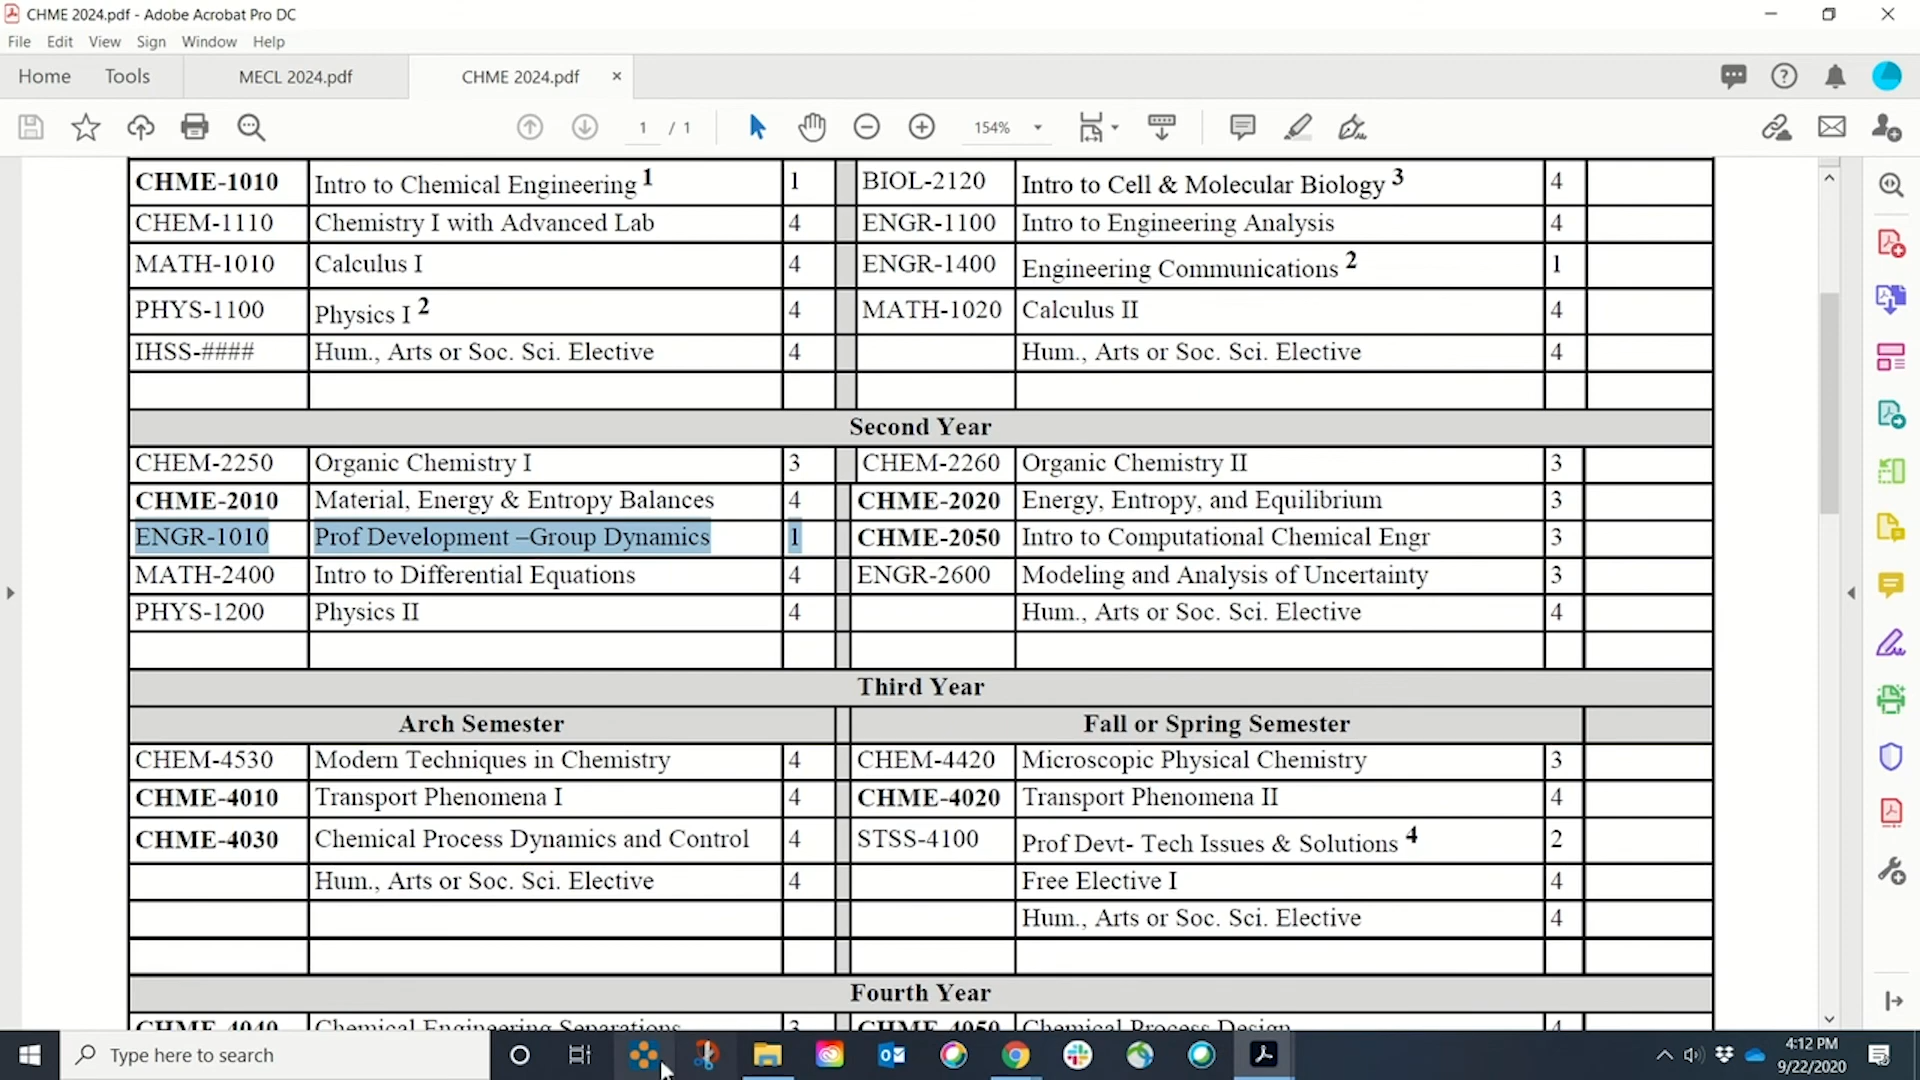 CHME 2024.pdf - Adobe Acrobat Pro DC
File Edit View Sign Window Help
Home Tools MECL 2024.pdf CHME 2024.pdf ×
1 / 1 154%
CHME-1010 Intro to Chemical Engineering 1 1 BIOL-2120 Intro to Cell & Molecular Biology 3 4
CHEM-1110 Chemistry I with Advanced Lab 4 ENGR-1100 Intro to Engineering Analysis 4
MATH-1010 Calculus I 4 ENGR-1400 Engineering Communications 2 1
PHYS-1100 Physics I 2 4 MATH-1020 Calculus II 4
IHSS-#### Hum., Arts or Soc. Sci. Elective 4 Hum., Arts or Soc. Sci. Elective 4
Second Year
CHEM-2250 Organic Chemistry I 3 CHEM-2260 Organic Chemistry II 3
CHME-2010 Material, Energy & Entropy Balances 4 CHME-2020 Energy, Entropy, and Equilibrium 3
ENGR-1010 Prof Development –Group Dynamics 1 CHME-2050 Intro to Computational Chemical Engr 3
MATH-2400 Intro to Differential Equations 4 ENGR-2600 Modeling and Analysis of Uncertainty 3
PHYS-1200 Physics II 4 Hum., Arts or Soc. Sci. Elective 4
Third Year
Arch Semester Fall or Spring Semester
CHEM-4530 Modern Techniques in Chemistry 4 CHEM-4420 Microscopic Physical Chemistry 3
CHME-4010 Transport Phenomena I 4 CHME-4020 Transport Phenomena II 4
CHME-4030 Chemical Process Dynamics and Control 4 STSS-4100 Prof Devt- Tech Issues & Solutions 4 2
Hum., Arts or Soc. Sci. Elective 4 Free Elective I 4
Hum., Arts or Soc. Sci. Elective 4
Fourth Year
CHME-4040 Chemical Engineering Separations 3 CHME-4050 Chemical Process Design 4
Type here to search 4:12 PM
9/22/2020